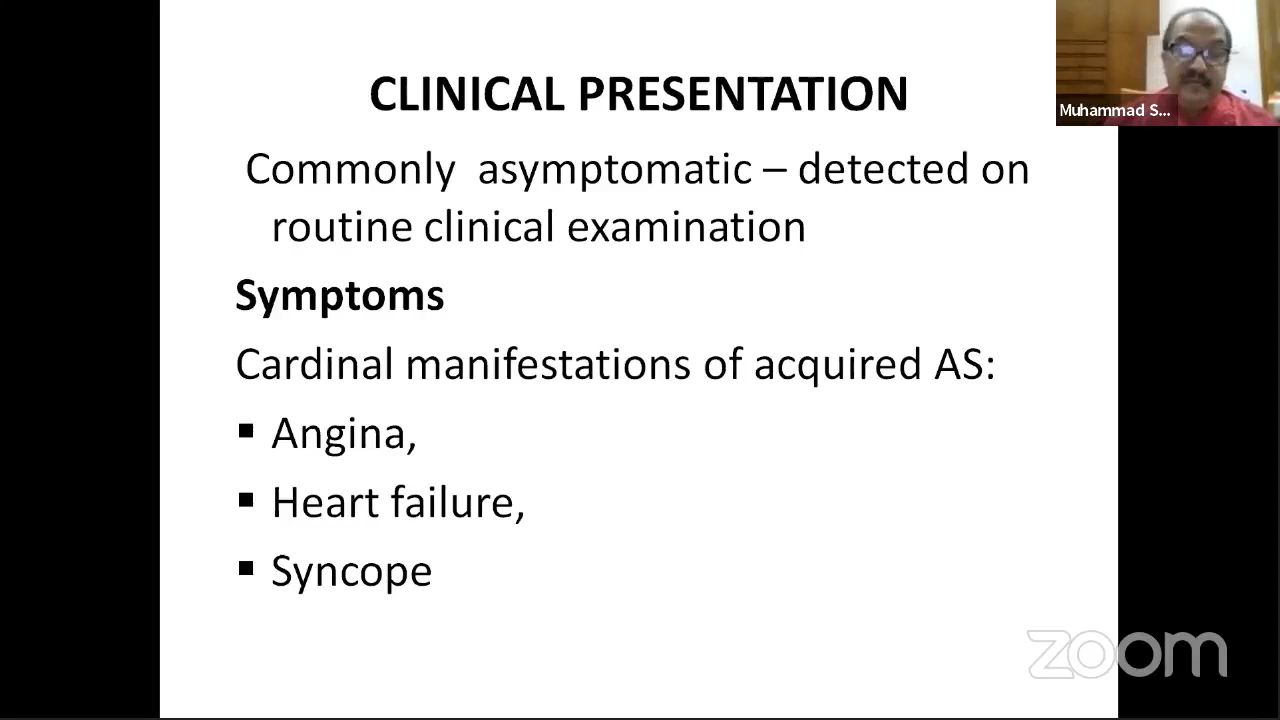 CLINICAL PRESENTATION
Commonly asymptomatic – detected on
routine clinical examination
Symptoms
Cardinal manifestations of acquired AS:
▪ Angina,
▪ Heart failure,
▪ Syncope
Muhammad S...
zoom